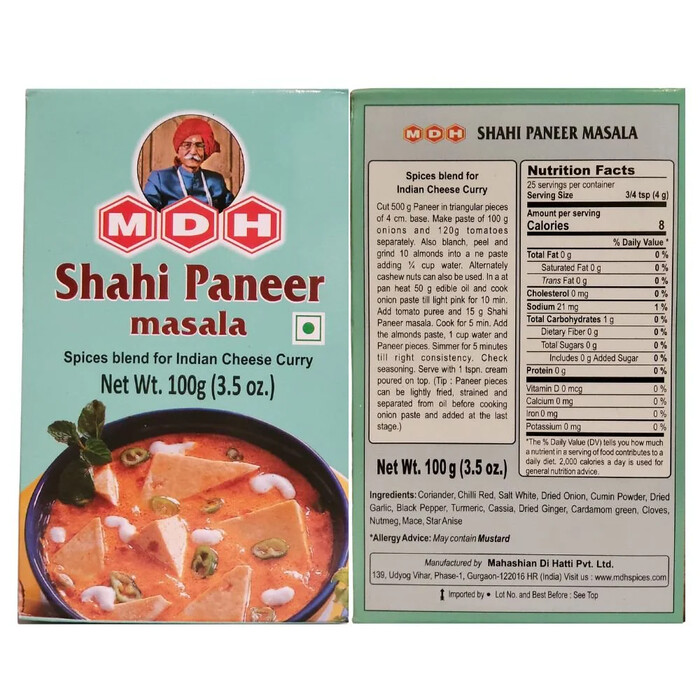 MDH
Shahi Paneer
masala
Spices blend for Indian Cheese Curry
Net Wt. 100g (3.5 oz.)
MDH SHAHI PANEER MASALA
Spices blend for
Indian Cheese Curry
Cut 500 g Paneer in triangular pieces
of 4 cm. base. Make paste of 100 g
onions and 120g tomatoes
separately. Also blanch, peel and
grind 10 almonds into a ne paste
adding ¼ cup water. Alternately
cashew nuts can also be used. In a at
pan heat 50 g edible oil and cook
onion paste till light pink for 10 min.
Add tomato puree and 15 g Shahi
Paneer masala. Cook for 5 min. Add
the almonds paste, 1 cup water and
Paneer pieces. Simmer for 5 minutes
till right consistency. Check
seasoning. Serve with 1 tspn. cream
poured on top. (Tip : Paneer pieces
can be lightly fried, strained and
separated from oil before cooking
onion paste and added at the last
stage.)
Net Wt. 100 g (3.5 oz.)
Nutrition Facts
25 servings per container
Serving Size 3/4 tsp (4 g)
Amount per serving
Calories 8
% Daily Value *
Total Fat 0 g 0 %
Saturated Fat 0 g 0 %
Trans Fat 0 g 0 %
Cholesterol 0 mg 0 %
Sodium 21 mg 1 %
Total Carbohydrates 1 g 0 %
Dietary Fiber 0 g 0 %
Total Sugars 0 g 0 %
Includes 0 g Added Sugar 0 %
Protein 0 g 0 %
Vitamin D 0 mcg 0 %
Calcium 0 mg 0 %
Iron 0 mg 0 %
Potassium 0 mg 0 %
*The % Daily Value (DV) tells you how much
a nutrient in a serving of food contributes to a
daily diet. 2,000 calories a day is used for
general nutrition advice.
Ingredients: Coriander, Chilli Red, Salt White, Dried Onion, Cumin Powder, Dried
Garlic, Black Pepper, Turmeric, Cassia, Dried Ginger, Cardamom green, Cloves,
Nutmeg, Mace, Star Anise
*Allergy Advice: May contain Mustard
Manufactured by Mahashian Di Hatti Pvt. Ltd.
139, Udyog Vihar, Phase-1, Gurgaon-122016 HR (India) Visit us : www.mdhspices.com
Imported by • Lot No. and Best Before : See Top